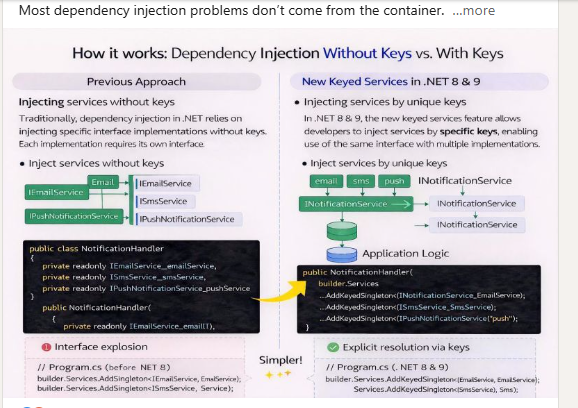 Most dependency injection problems don't come from the container. ...more
How it works: Dependency Injection Without Keys vs. With Keys
Previous Approach
Injecting services without keys
Traditionally, dependency injection in .NET relies on
injecting specific interface implementations without keys.
Each implementation requires its own interface.
• Inject services without keys
Email
IEmailService
IEmailService
ISmsService
IPushNotificationService
IPushNotificationService
public class NotificationHandler
{
private readonly IEmailService_emailService,
private readonly ISmsService_smsService,
private readonly IPushNotificationService_pushService
}
public NotificationHandler(
{
private readonly IEmailService_email
1 Interface explosion
// Program.cs (before NET 8)
builder.Services.AddSingleton<IEmailService, EmailService);
builder.Services.AddSingleton<ISmsService, Service);
Simpler!
New Keyed Services in .NET 8 & 9
• Injecting services by unique keys
In .NET 8 & 9, the new keyed services feature allows
developers to inject services by specific keys, enabling
use of the same interface with multiple implementations.
• Inject services by unique keys
email sms push INotificationService
INotificationService
INotificationService
INotificationService
Application Logic
public NotificationHandler(
builder.Services
...AddKeyedSingleton<(INotificationService_EmailService);
...AddKeyedSingleton<(ISmsService_SmsService);
...AddKeyedSingleton<(IPushNotificationService("push");
}
Explicit resolution via keys
// Program.cs (. NET 8 & 9)
builder.Services.AddKeyedSingleton<(IEmailService, EmailService);
Services.AddKeyedSingleton<(ISmsService), Sms);